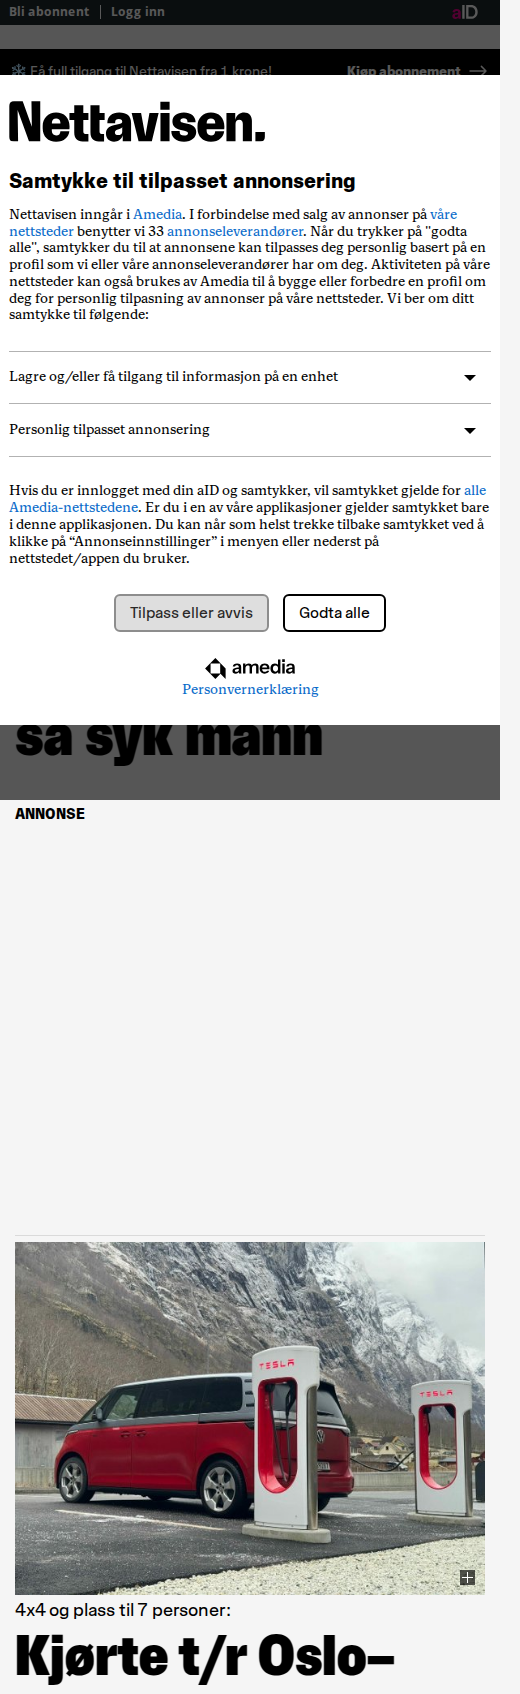 Bli abonnent
Logg inn
aID
Få full tilgang til Nettavisen fra 1 krone!
Kjøp abonnement
Nettavisen.
Samtykke til tilpasset annonsering
Nettavisen inngår i Amedia. I forbindelse med salg av annonser på våre
nettsteder benytter vi 33 annonseleverandører. Når du trykker på "godta
alle", samtykker du til at annonsene kan tilpasses deg personlig basert på en
profil som vi eller våre annonseleverandører har om deg. Aktiviteten på våre
nettsteder kan også brukes av Amedia til å bygge eller forbedre en profil om
deg for personlig tilpasning av annonser på våre nettsteder. Vi ber om ditt
samtykke til følgende:
Lagre og/eller få tilgang til informasjon på en enhet
Personlig tilpasset annonsering
Hvis du er innlogget med din aID og samtykker, vil samtykket gjelde for alle
Amedia-nettstedene. Er du i en av våre applikasjoner gjelder samtykket bare
i denne applikasjonen. Du kan når som helst trekke tilbake samtykket ved å
klikke på “Annonseinnstillinger” i menyen eller nederst på
nettstedet/appen du bruker.
Tilpass eller avvis
Godta alle
amedia
Personvernerklæring
så syk mann
ANNONSE
TESLA
TESLA
4x4 og plass til 7 personer:
Kjørte t/r Oslo–